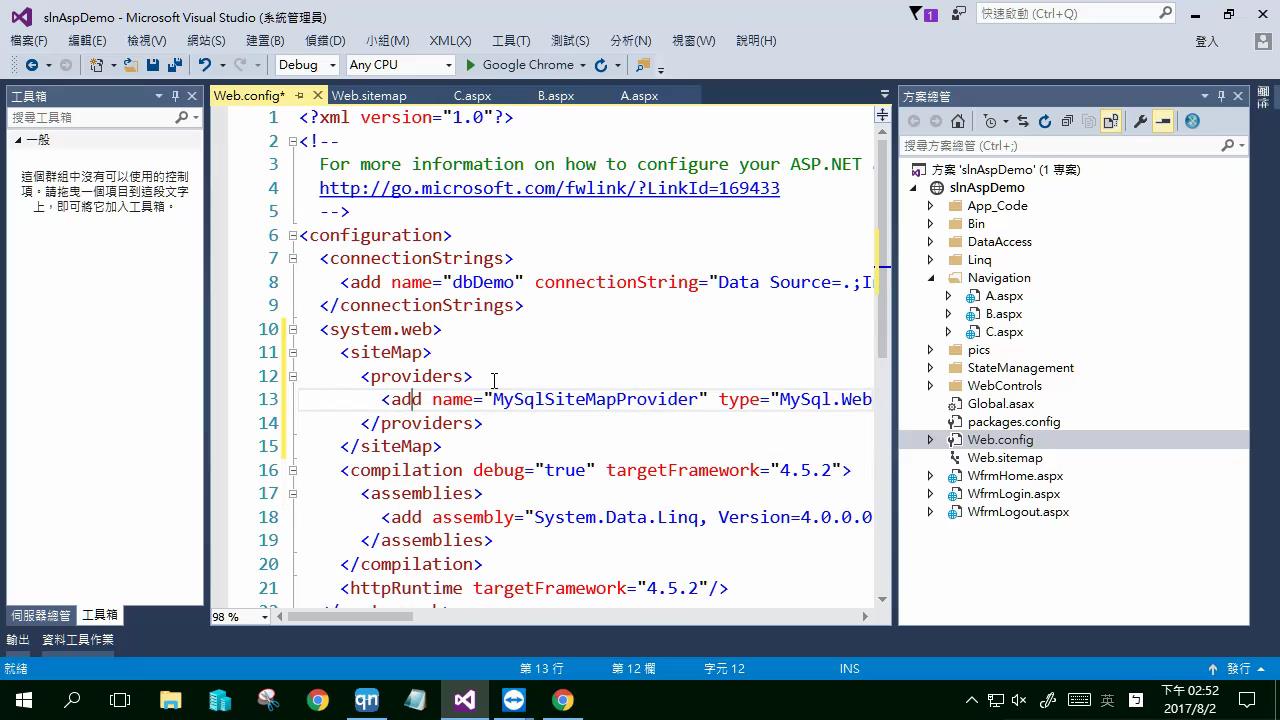 slnAspDemo - Microsoft Visual Studio (系統管理員)
1
快速啟動 (Ctrl+Q)
檔案(F) 編輯(E) 檢視(V) 網站(S) 建置(B) 偵錯(D) 小組(M) XML(X) 工具(T) 測試(S) 分析(N) 視窗(W) 說明(H)
登入
Debug Any CPU Google Chrome
工具箱
搜尋工具箱
一般
這個群組中沒有可以使用的控制
項。請拖曳一個項目到這段文字
上，即可將它加入工具箱。
伺服器總管 工具箱
Web.config* Web.sitemap C.aspx B.aspx A.aspx
1 <?xml version="1.0"?>
2 <!--
3 For more information on how to configure your ASP.NET
4 http://go.microsoft.com/fwlink/?LinkId=169433
5 -->
6 <configuration>
7 <connectionStrings>
8 <add name="dbDemo" connectionString="Data Source=.;
9 </connectionStrings>
10 <system.web>
11 <siteMap>
12 <providers>
13 <add name="MySqlSiteMapProvider" type="MySql.Web
14 </providers>
15 </siteMap>
16 <compilation debug="true" targetFramework="4.5.2">
17 <assemblies>
18 <add assembly="System.Data.Linq, Version=4.0.0.0
19 </assemblies>
20 </compilation>
21 <httpRuntime targetFramework="4.5.2"/>
98 %
方案總管
搜尋方案總管 (Ctrl+;)
方案 'slnAspDemo' (1 專案)
slnAspDemo
App_Code
Bin
DataAccess
Linq
Navigation
A.aspx
B.aspx
C.aspx
pics
StateManagement
WebControls
Global.asax
packages.config
Web.config
Web.sitemap
WfrmHome.aspx
WfrmLogin.aspx
WfrmLogout.aspx
輸出 資料工具作業
就緒 第 13 行 第 12 欄 字元 12 INS 發行
qn
英
下午 02:52
2017/8/2